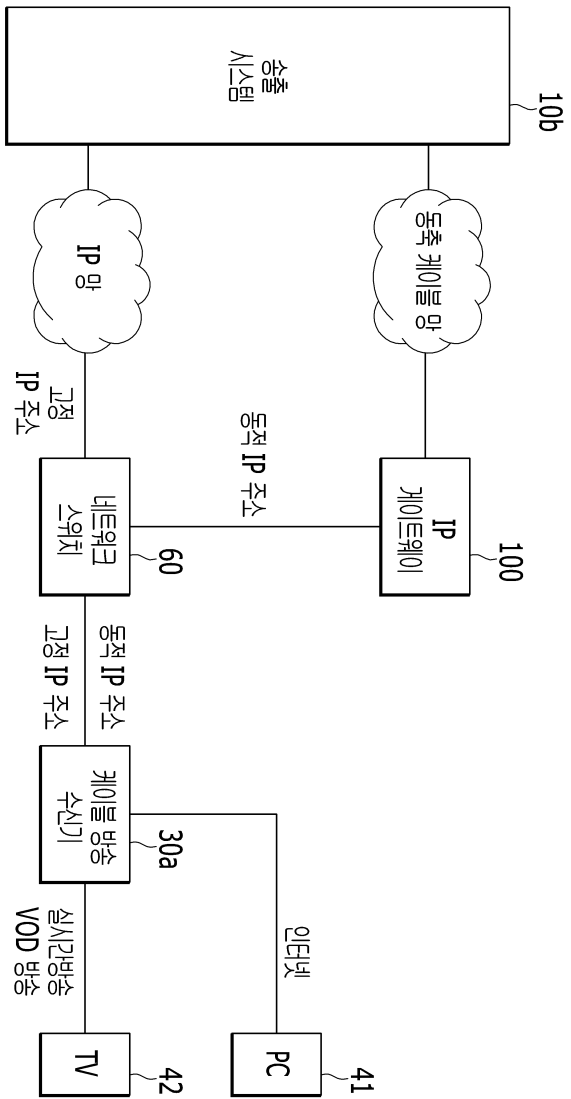 10b
송출
시스템
동축 케이블 망
100
IP
게이트웨이
동적 IP 주소
IP 망
고정
IP 주소
60
네트워크
스위치
동적 IP 주소
고정 IP 주소
30a
케이블 방송
수신기
인터넷
41
PC
실시간방송
VOD 방송
42
TV